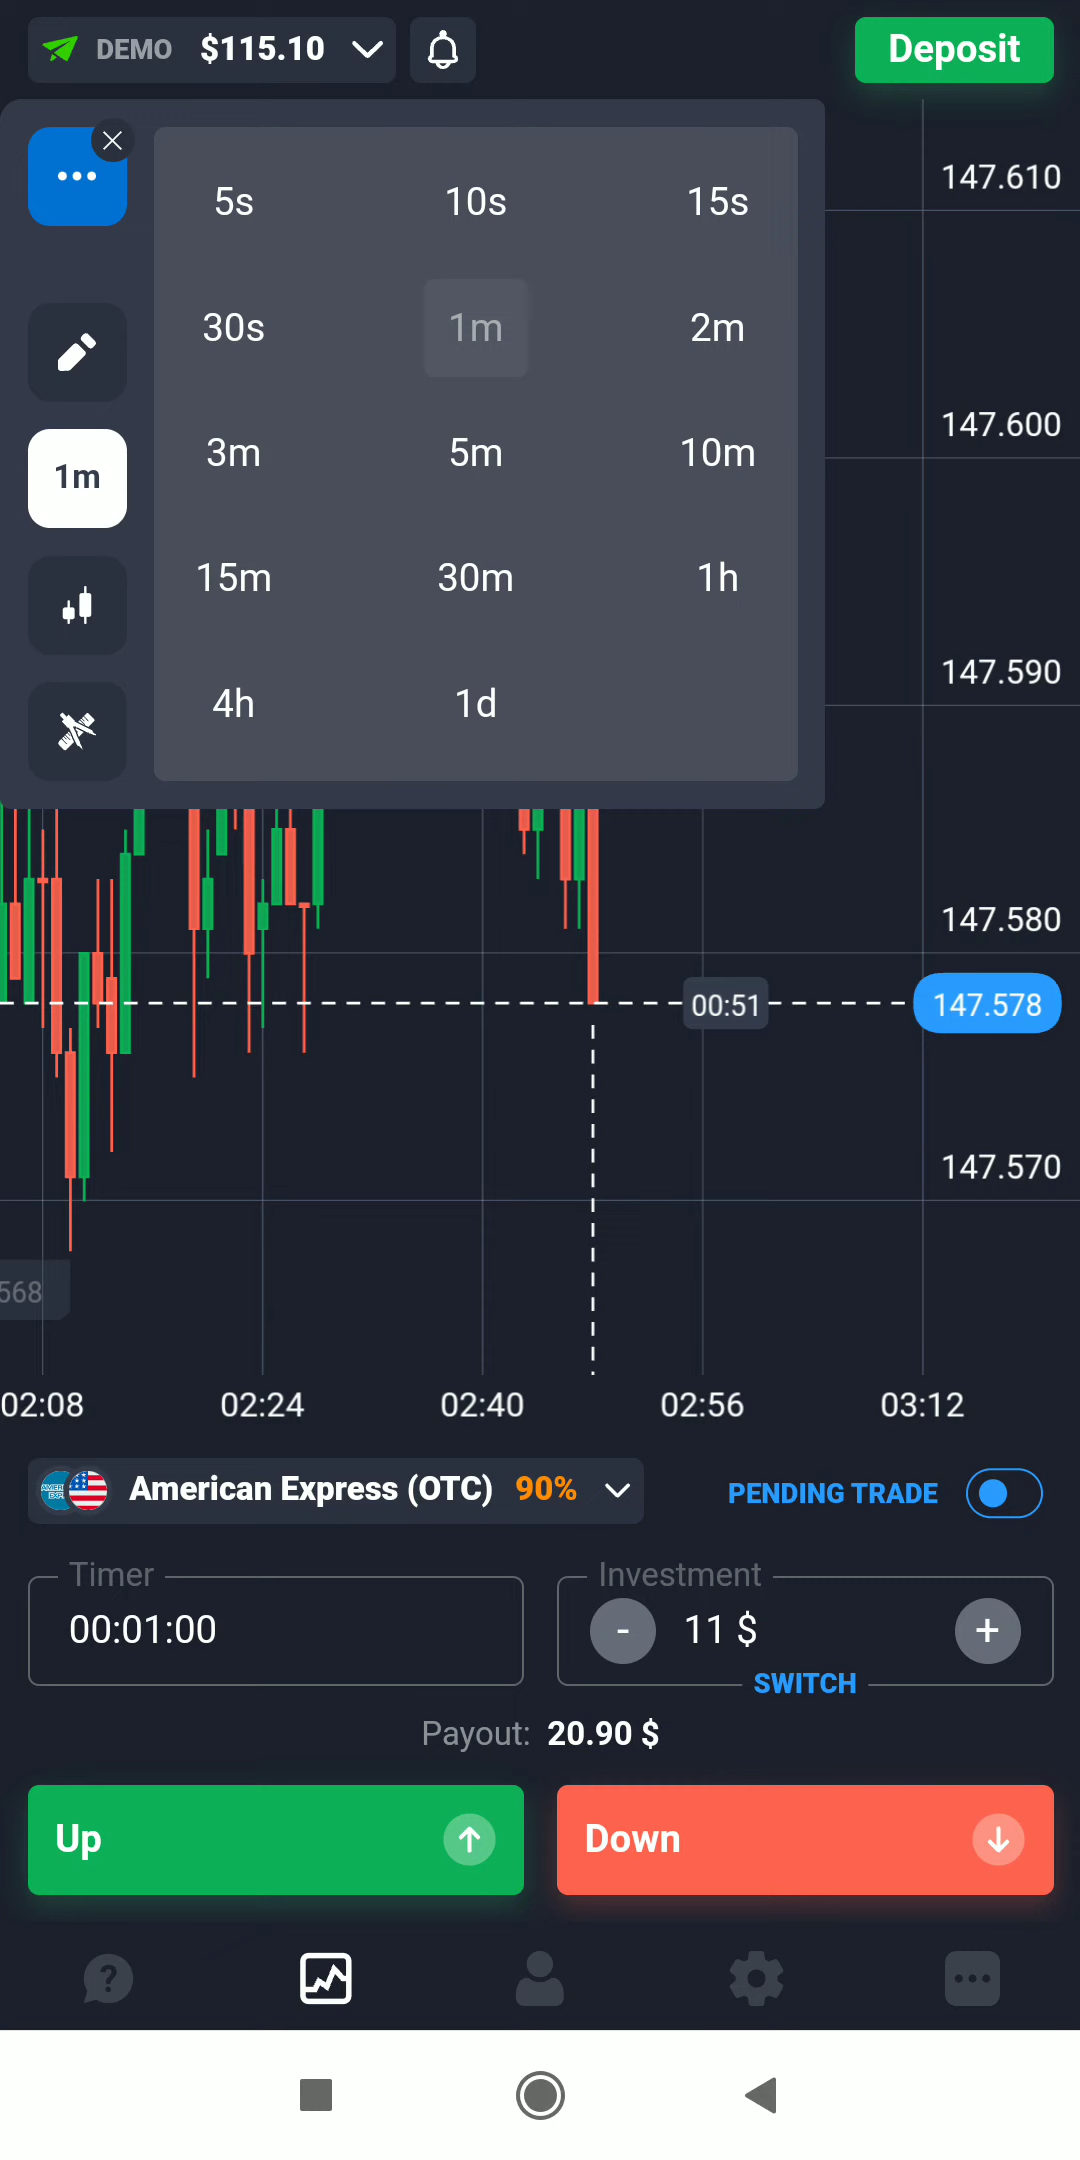 DEMO $115.10
Deposit
5s 10s 15s
30s 1m 2m
3m 5m 10m
15m 30m 1h
4h 1d
1m
147.610
147.600
147.590
147.580
00:51
147.578
147.570
568
02:08 02:24 02:40 02:56 03:12
American Express (OTC) 90%
PENDING TRADE
Timer
00:01:00
Investment
- 11 $ +
SWITCH
Payout: 20.90 $
Up
Down